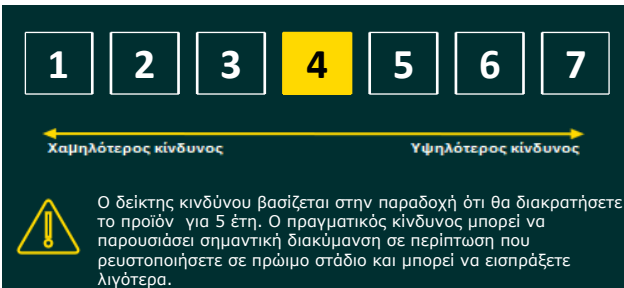 1 2 3 4 5 6 7
Χαμηλότερος κίνδυνος Υψηλότερος κίνδυνος
Ο δείκτης κινδύνου βασίζεται στην παραδοχή ότι θα διακρατήσετε
το προϊόν για 5 έτη. Ο πραγματικός κίνδυνος μπορεί να
παρουσιάσει σημαντική διακύμανση σε περίπτωση που
ρευστοποιήσετε σε πρώιμο στάδιο και μπορεί να εισπράξετε
λιγότερα.